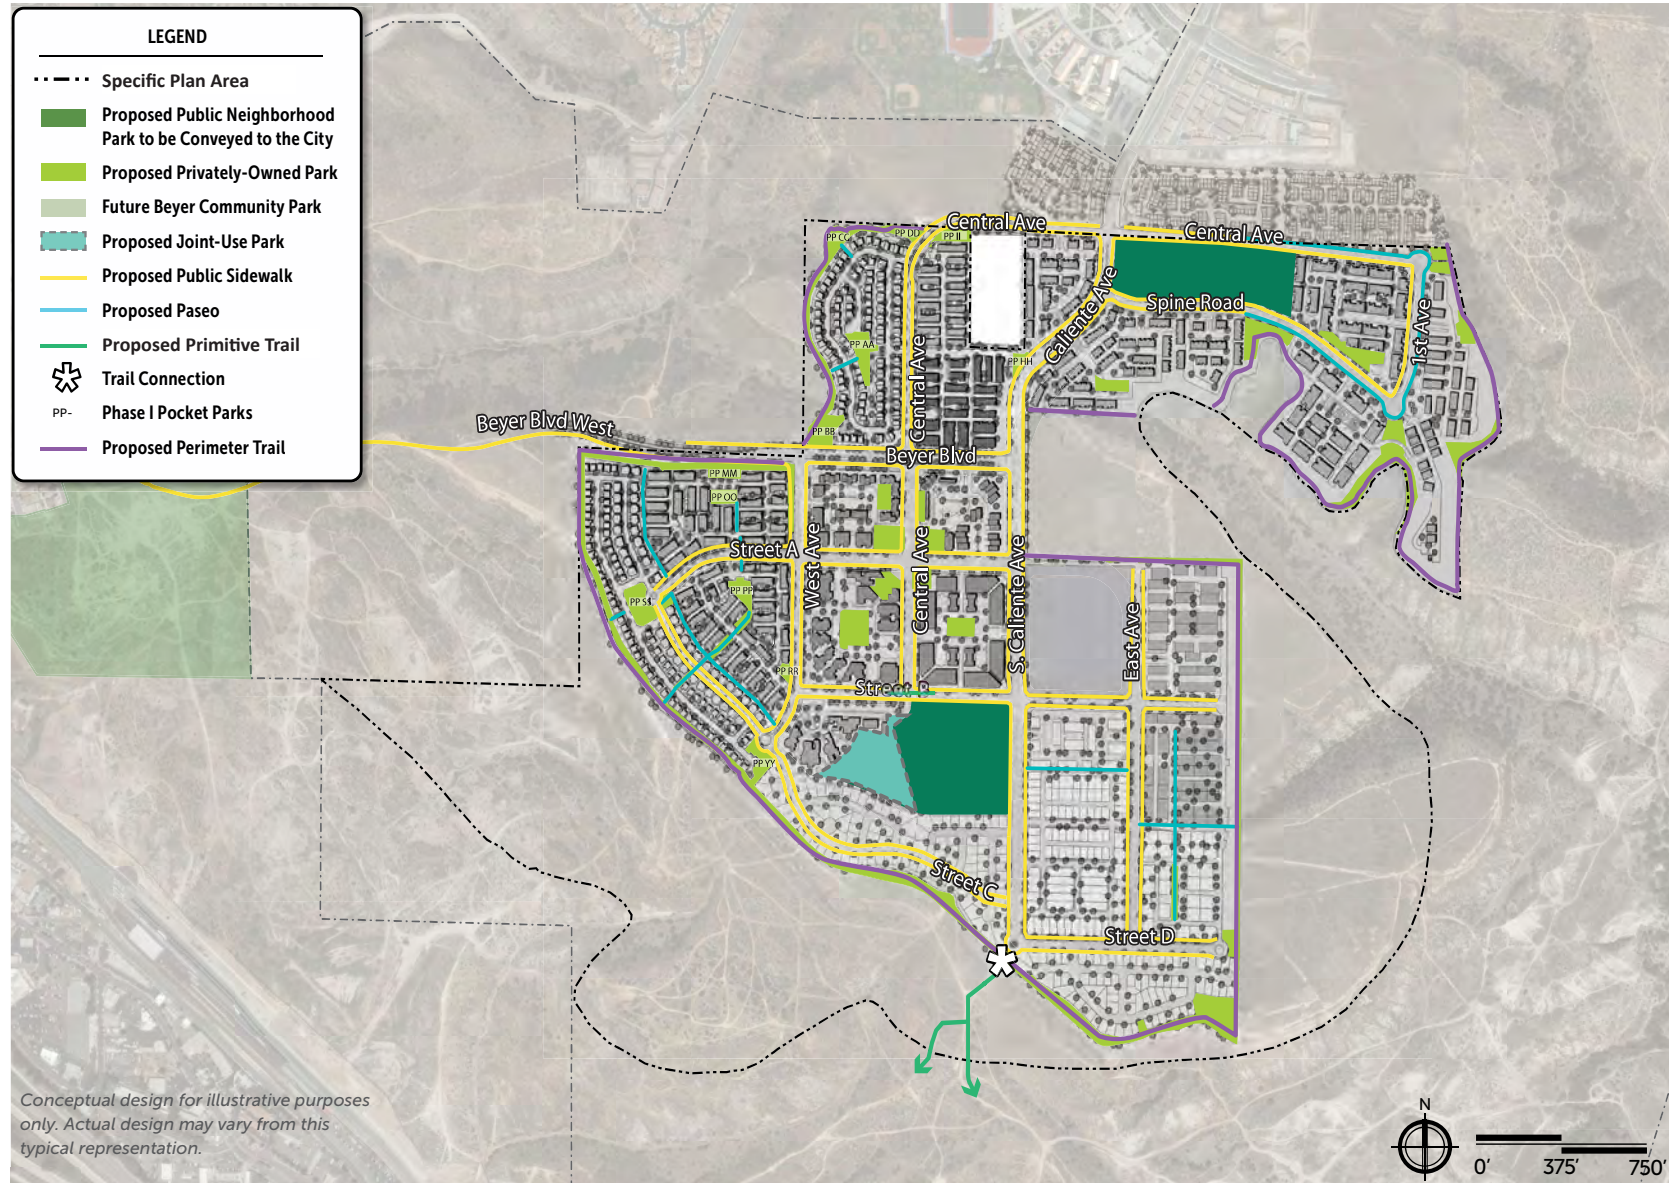 LEGEND
Specific Plan Area
Proposed Public Neighborhood
Park to be Conveyed to the City
Proposed Privately-Owned Park
Future Beyer Community Park
Proposed Joint-Use Park
Proposed Public Sidewalk
Proposed Paseo
Proposed Primitive Trail
Trail Connection
PP- Phase I Pocket Parks
Proposed Perimeter Trail
Central Ave
Central Ave
PP CC
PP DD
PP II
Caliente Ave
Spine Road
1st Ave
PP AA
Central Ave
PP HH
Beyer Blvd West
PP BB
Beyer Blvd
PP MM
PP OO
Street A
West Ave
Central Ave
S. Caliente Ave
East Ave
PP SS
PP PP
PP RR
Street
PP YY
Street C
Street D
Conceptual design for illustrative purposes
only. Actual design may vary from this
typical representation.
N
0' 375' 750'